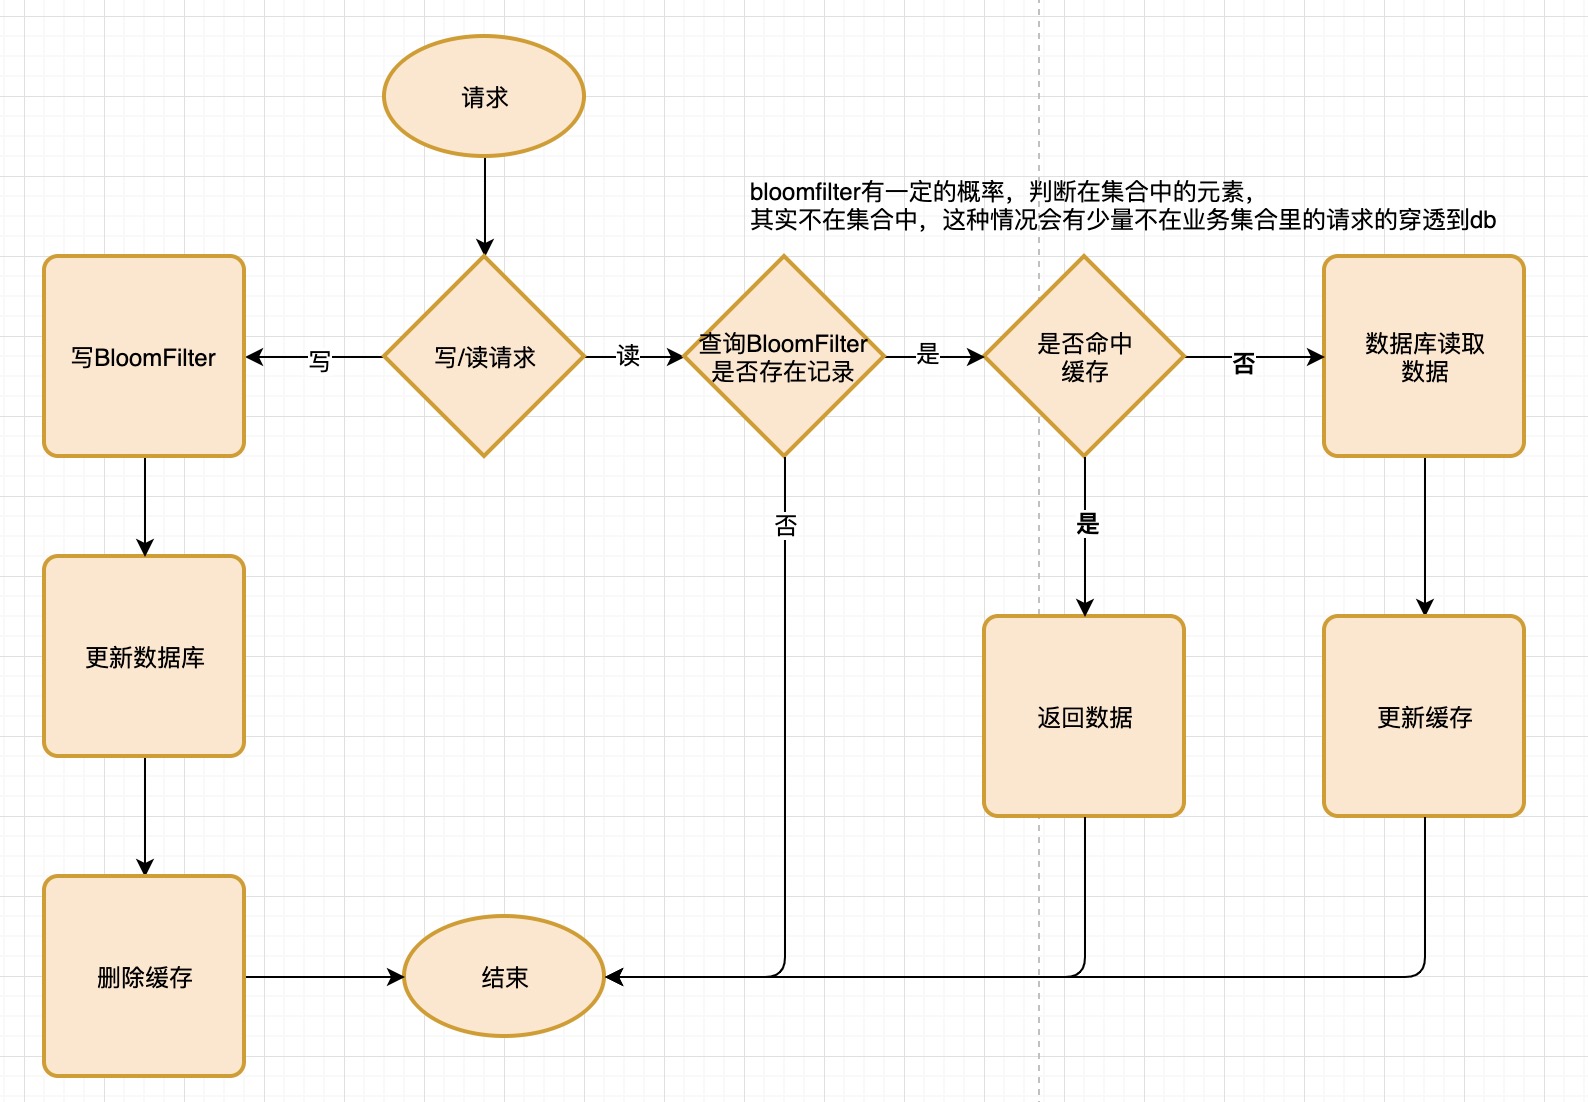 请求
bloomfilter有一定的概率，判断在集合中的元素，
其实不在集合中，这种情况会有少量不在业务集合里的请求的穿透到db
写BloomFilter
写
写/读请求
读
查询BloomFilter
是否存在记录
是
是否命中
缓存
否
数据库读取
数据
否
是
更新数据库
返回数据
更新缓存
删除缓存
结束